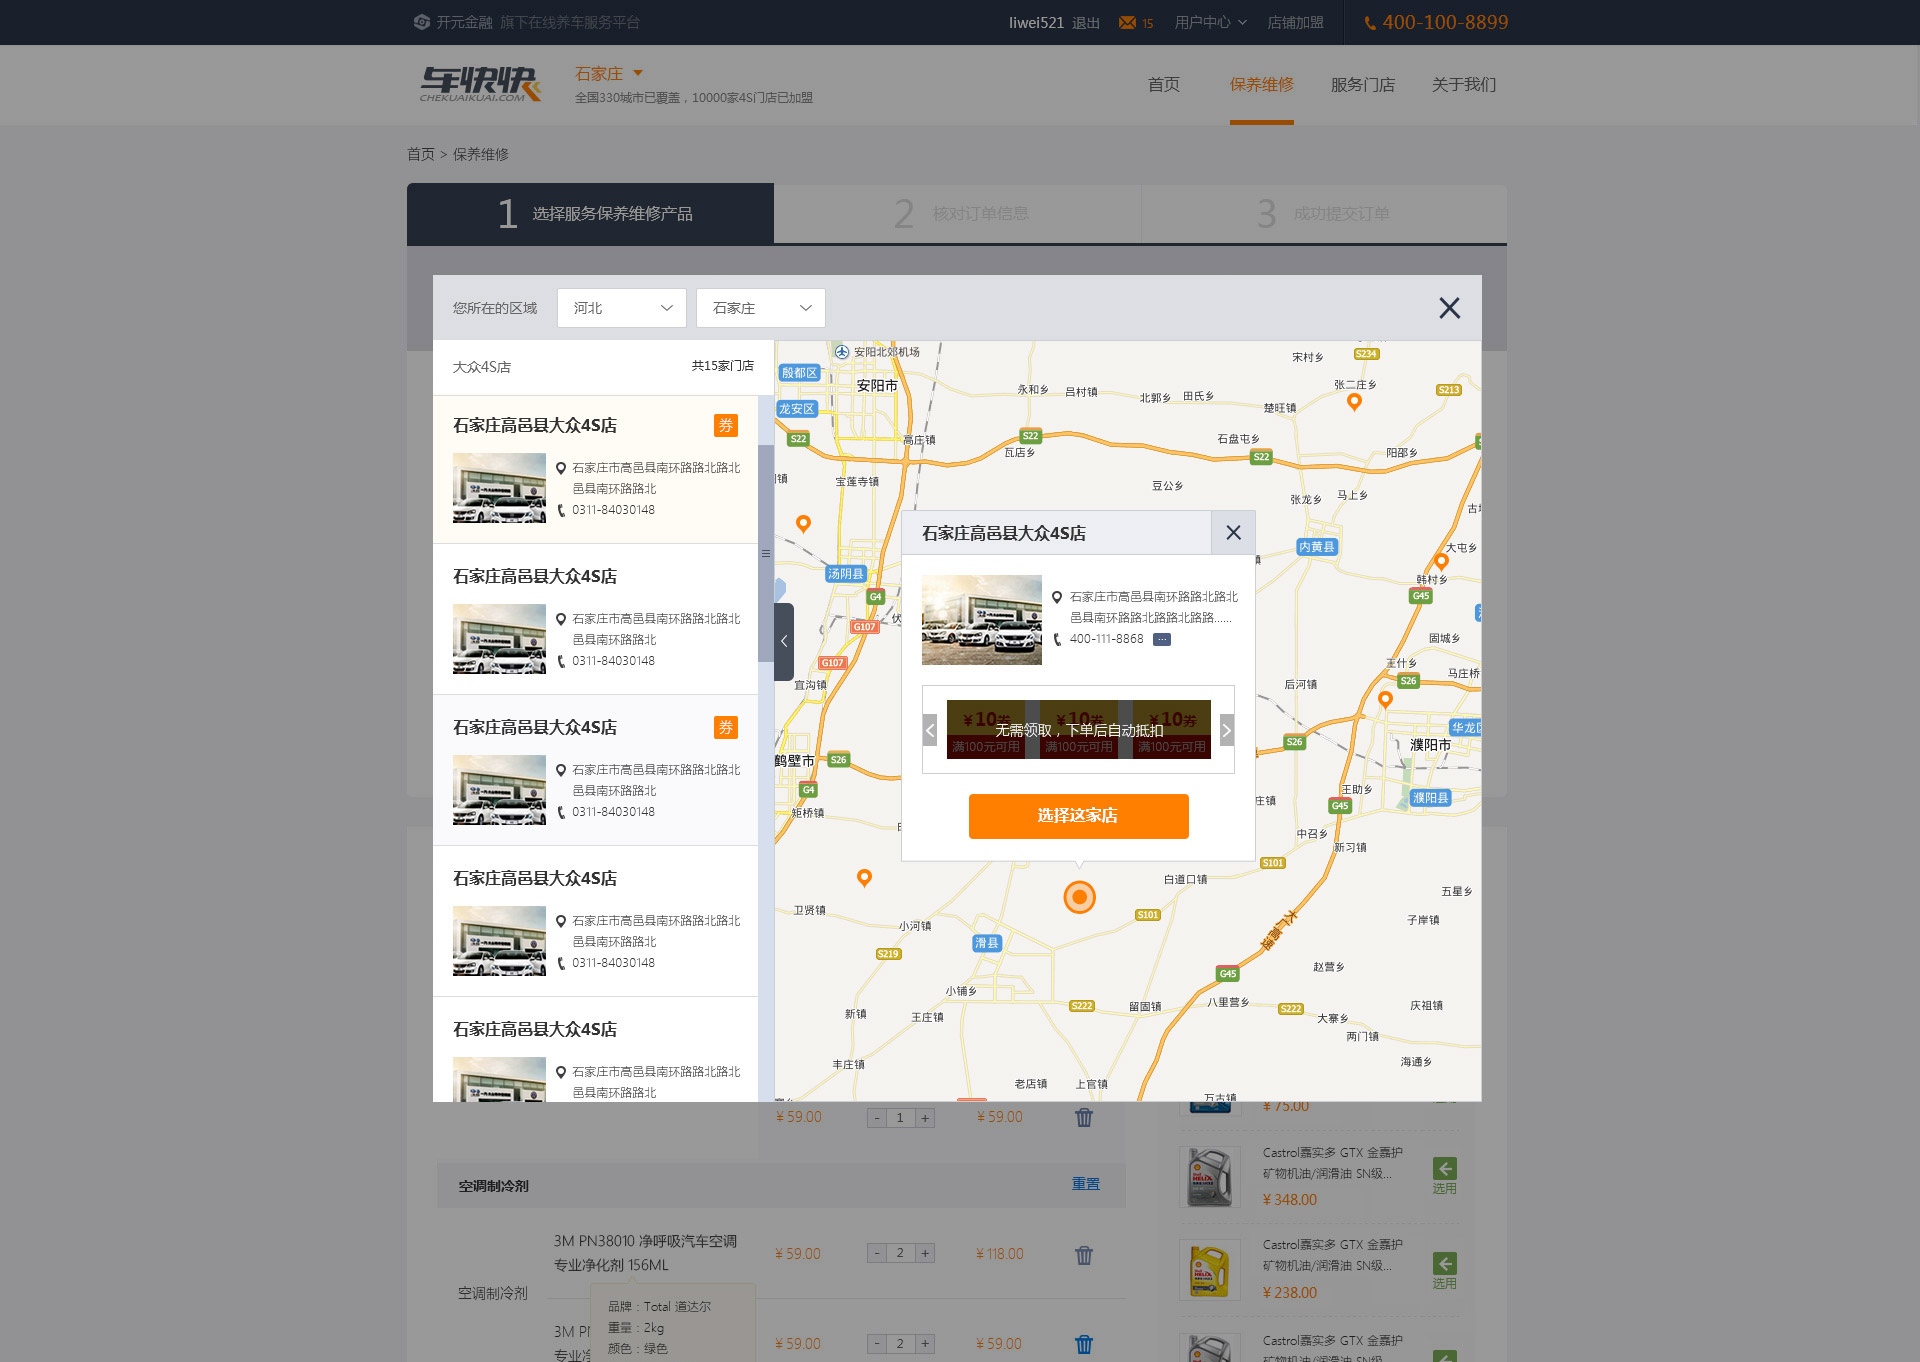 开元金融 旗下在线养车服务平台
liwei521 退出 15 用户中心 店铺加盟 400-100-8899
车快快
CHEKUAIKUAI.COM
石家庄
全国330城市已覆盖，10000家4S门店已加盟
首页 保养维修 服务门店 关于我们
首页 > 保养维修
1 选择服务保养维修产品
2 核对订单信息
3 成功提交订单
您所在的区域 河北 石家庄
大众4S店 共15家门店
石家庄高邑县大众4S店 券
石家庄市高邑县南环路路北路北
邑县南环路路北
0311-84030148
石家庄高邑县大众4S店
石家庄市高邑县南环路路北路北
邑县南环路路北
0311-84030148
石家庄高邑县大众4S店 券
石家庄市高邑县南环路路北路北
邑县南环路路北
0311-84030148
石家庄高邑县大众4S店
石家庄市高邑县南环路路北路北
邑县南环路路北
0311-84030148
石家庄高邑县大众4S店
石家庄市高邑县南环路路北路北
邑县南环路路北
安阳北郊机场
宋村乡
S234
殷都区
安阳市
张二庄乡
永和乡
吕村镇
S213
北郭乡
田氏乡
龙安区
楚旺镇
S22
高庄镇
S22
石盘屯乡
瓦店乡
S22
阳邵乡
宝莲寺镇
豆公乡
张龙乡
马上乡
内黄县
大屯乡
汤阴县
韩村乡
G4
G45
G107
固城乡
G107
王什乡
马庄桥
宜沟镇
后河镇
S26
华龙区
S26
濮阳市
鹤壁市
S26
G4
王助乡
濮阳县
G45
矩桥镇
中召乡
新习镇
S101
白道口镇
五星乡
卫贤镇
S101
子岸镇
小河镇
大广高速
滑县
S219
赵营乡
G45
小铺乡
S222
留固镇
八里营乡
S222
庆祖镇
新镇
王庄镇
大寨乡
两门镇
丰庄镇
海通乡
老店镇
上官镇
万古镇
石家庄高邑县大众4S店
石家庄市高邑县南环路路北路北
邑县南环路路北路路北路路……
400-111-8868
¥10券 ¥10券 ¥10券
无需领取，下单后自动抵扣
满100元可用 满100元可用 满100元可用
选择这家店
¥ 59.00 - 1 + ¥ 59.00
¥ 75.00
空调制冷剂 重置
3M PN38010 净呼吸汽车空调
专业净化剂 156ML
¥ 59.00 - 2 + ¥ 118.00
空调制冷剂
品牌：Total 道达尔
重量：2kg
颜色：绿色
3M PN
专业净
¥ 59.00 - 2 + ¥ 59.00
Castrol嘉实多 GTX 金嘉护
矿物机油/润滑油 SN级...
¥ 348.00
选用
Castrol嘉实多 GTX 金嘉护
矿物机油/润滑油 SN级...
¥ 238.00
选用
Castrol嘉实多 GTX 金嘉护
矿物机油/润滑油 SN级...